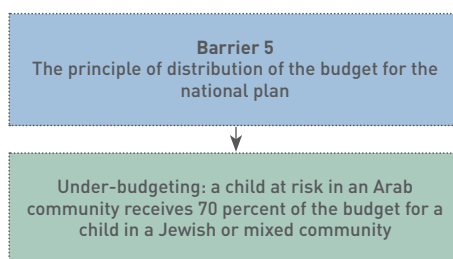 Barrier 5
The principle of distribution of the budget for the
national plan
Under-budgeting: a child at risk in an Arab
community receives 70 percent of the budget for a
child in a Jewish or mixed community